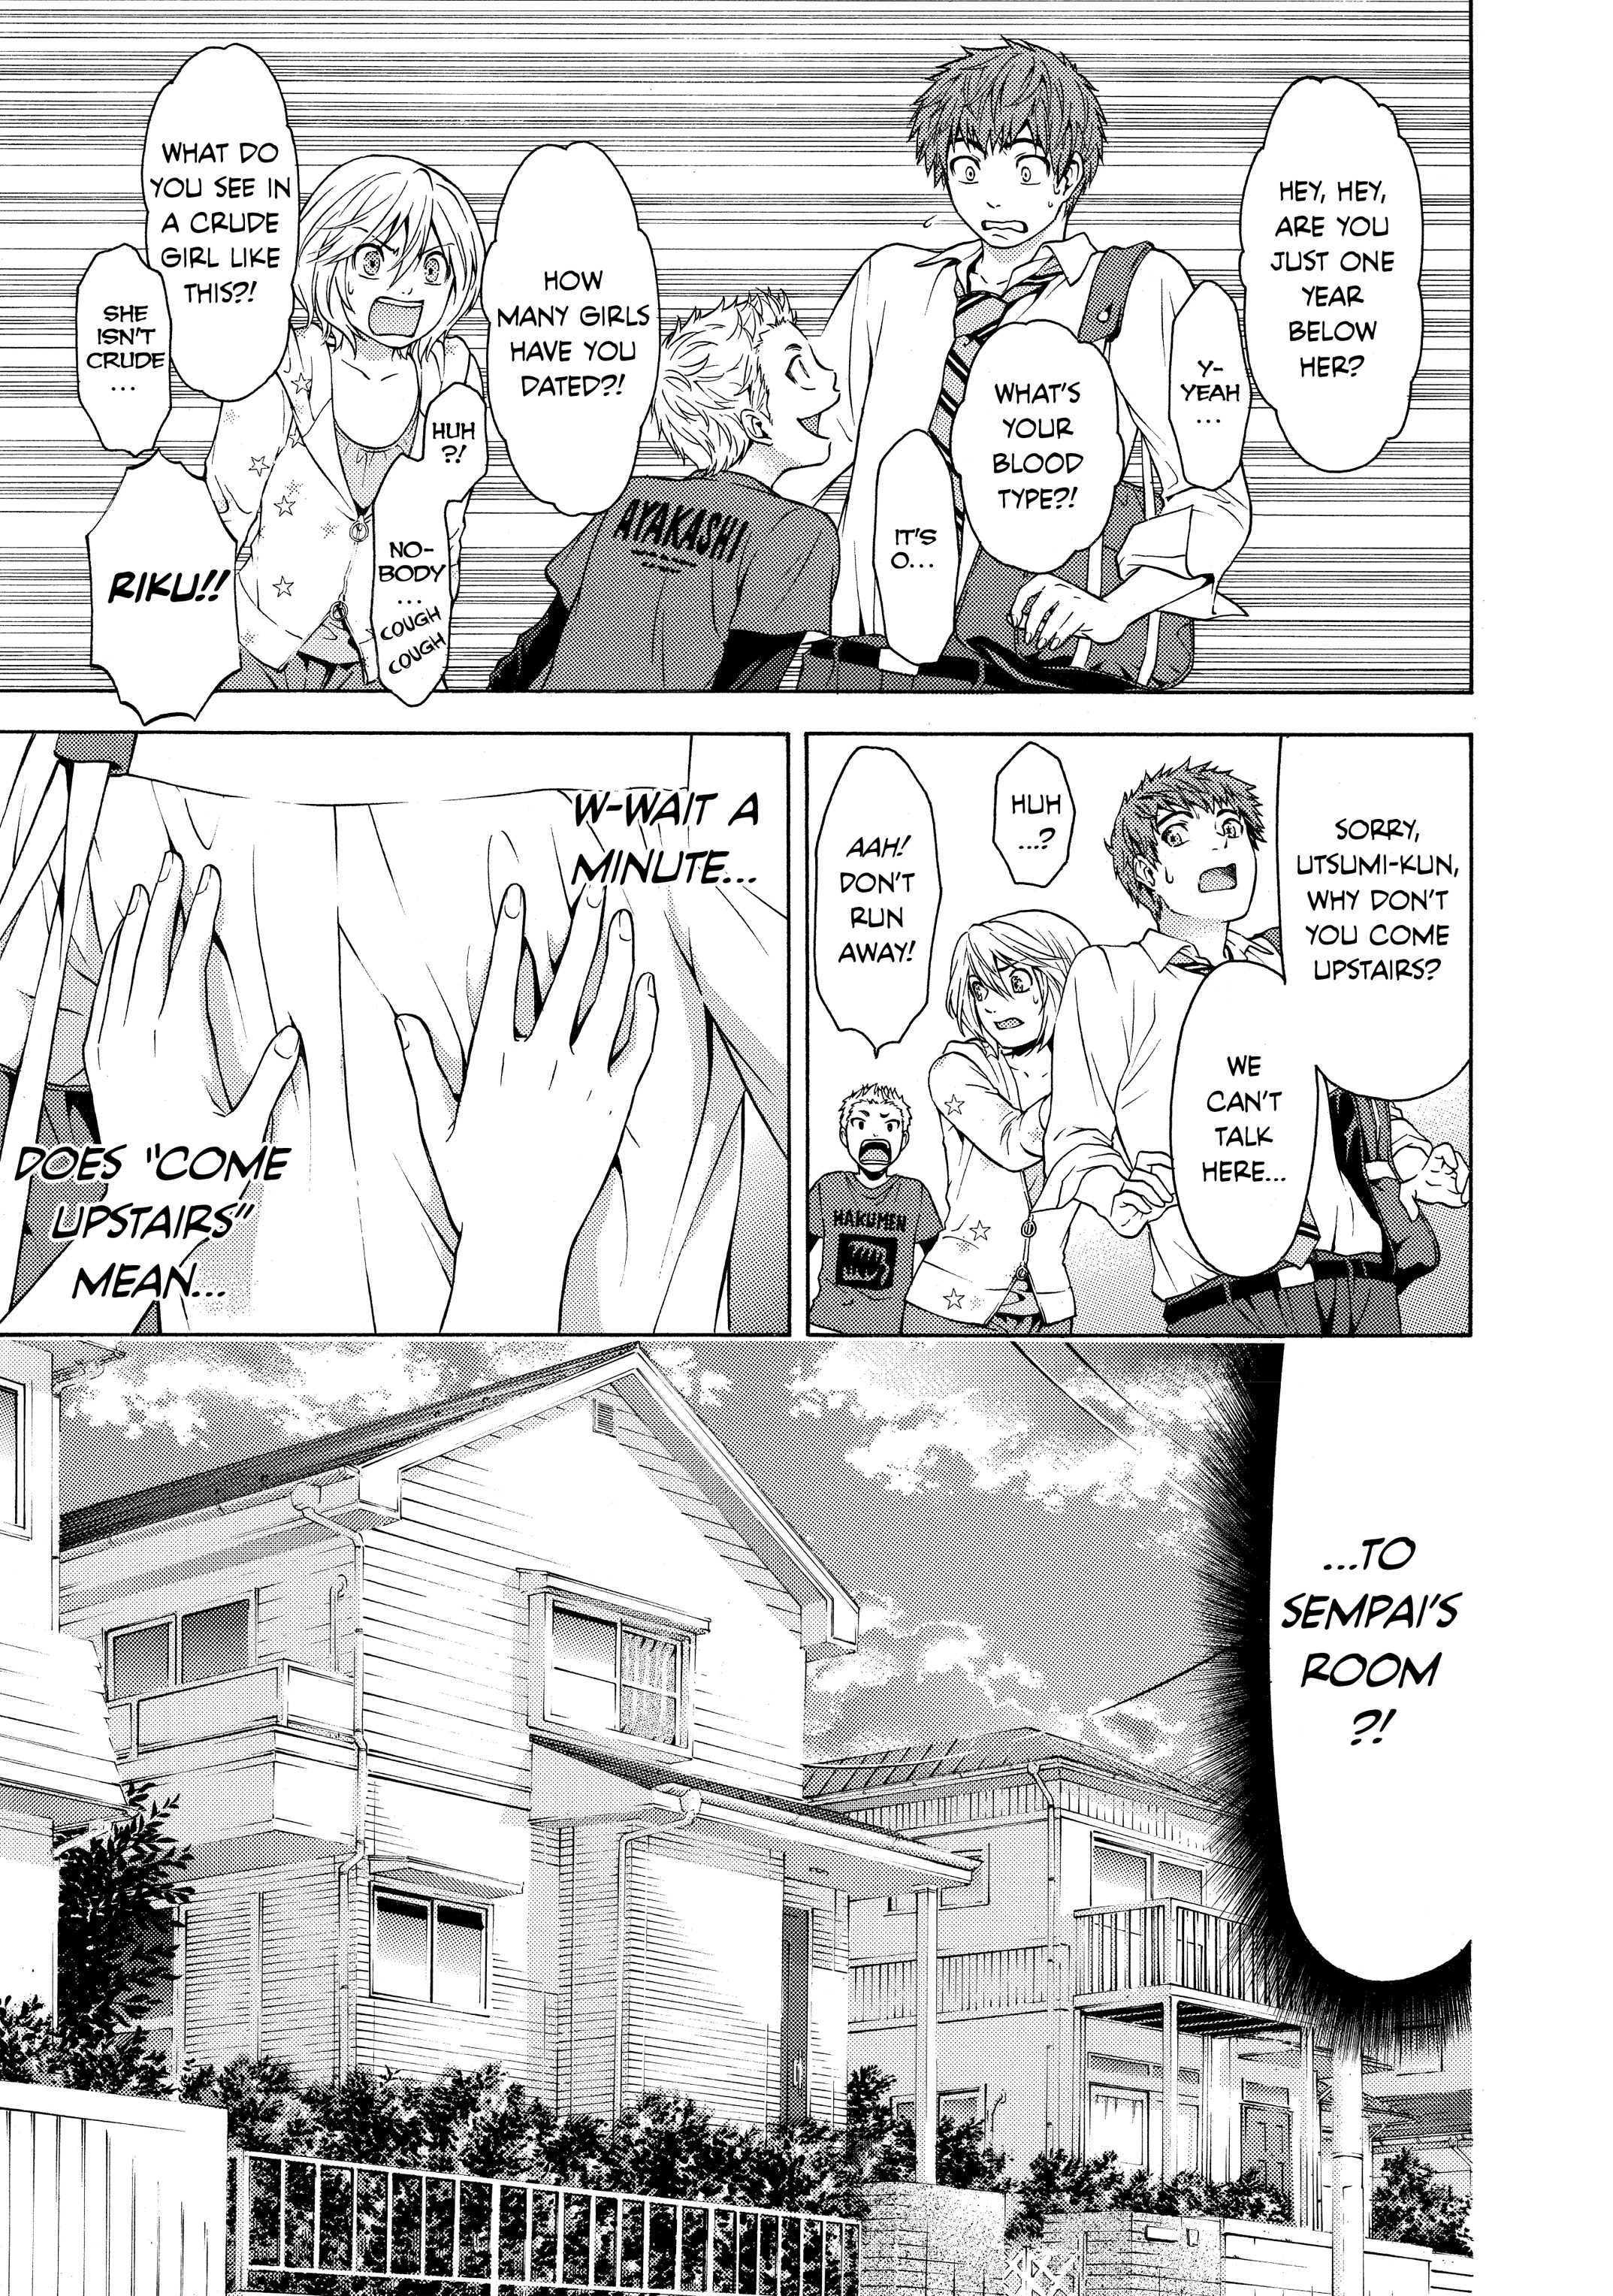 HEY, HEY,
ARE YOU
JUST ONE
YEAR
BELOW
HER?
Y-
YEAH
...
WHAT'S
YOUR
BLOOD
TYPE?!
IT'S
O...
HOW
MANY GIRLS
HAVE YOU
DATED?!
HUH
?!
NO-
BODY
...
COUGH
COUGH
WHAT DO
YOU SEE IN
A CRUDE
GIRL LIKE
THIS?!
SHE
ISN'T
CRUDE
...
RIKU!!
AYAKASHI
SORRY,
UTSUMI-KUN,
WHY DON'T
YOU COME
UPSTAIRS?
WE
CAN'T
TALK
HERE...
HUH
...?
AAH!
DON'T
RUN
AWAY!
HAKUMEN
W-WAIT A
MINUTE...
DOES "COME
UPSTAIRS"
MEAN...
...TO
SEMPAI'S
ROOM
?!